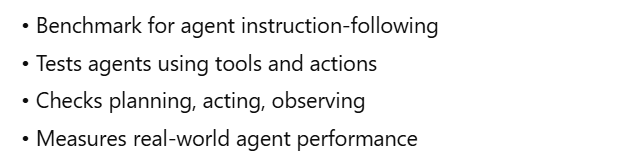 • Benchmark for agent instruction-following
• Tests agents using tools and actions
• Checks planning, acting, observing
• Measures real-world agent performance